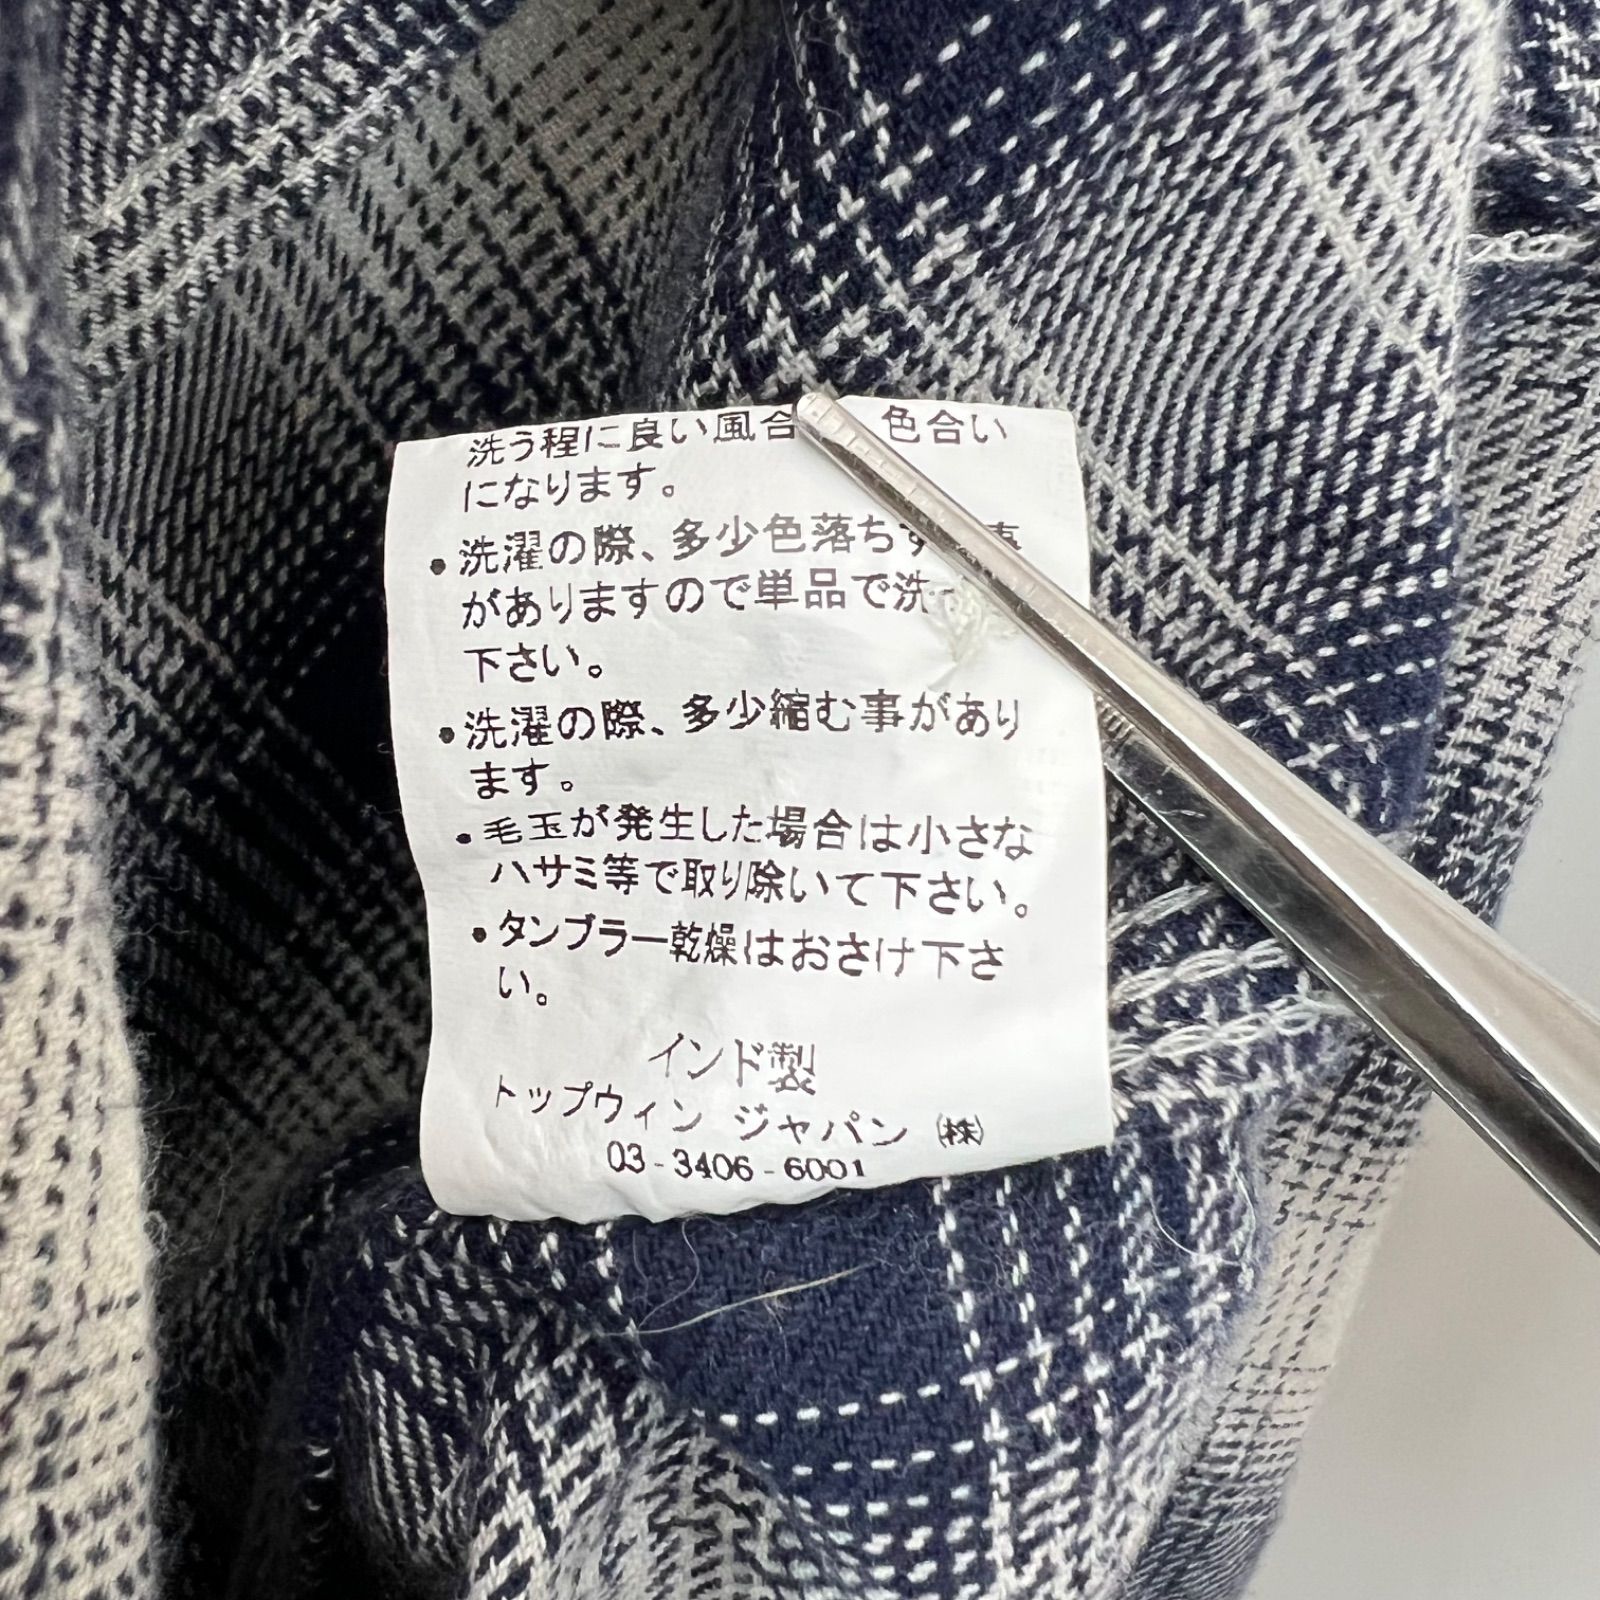 洗う程に良い風合 色合い
になります。
•洗濯の際、多少色落ちす 事
がありますので単品で洗
下さい。
•洗濯の際、多少縮む事があり
ます。
•毛玉が発生した場合は小さな
ハサミ等で取り除いて下さい。
•タンブラー乾燥はおさけ下さ
い。
インド製
トップウィン ジャパン ㈱
03-3406-6001